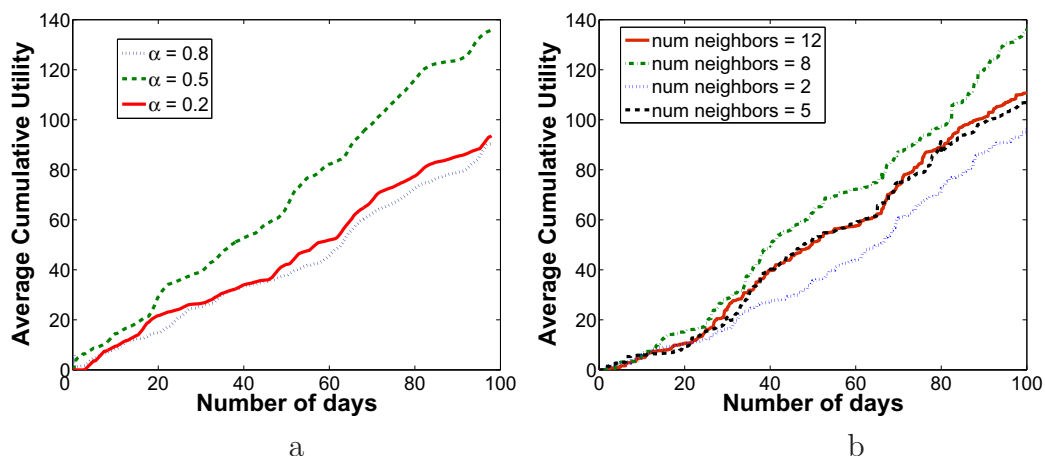 140
120
100
80
60
40
20
0
Average Cumulative Utility
α = 0.8
α = 0.5
α = 0.2
0 20 40 60 80 100
Number of days
a
140
120
100
80
60
40
20
0
Average Cumulative Utility
num neighbors = 12
num neighbors = 8
num neighbors = 2
num neighbors = 5
0 20 40 60 80 100
Number of days
b